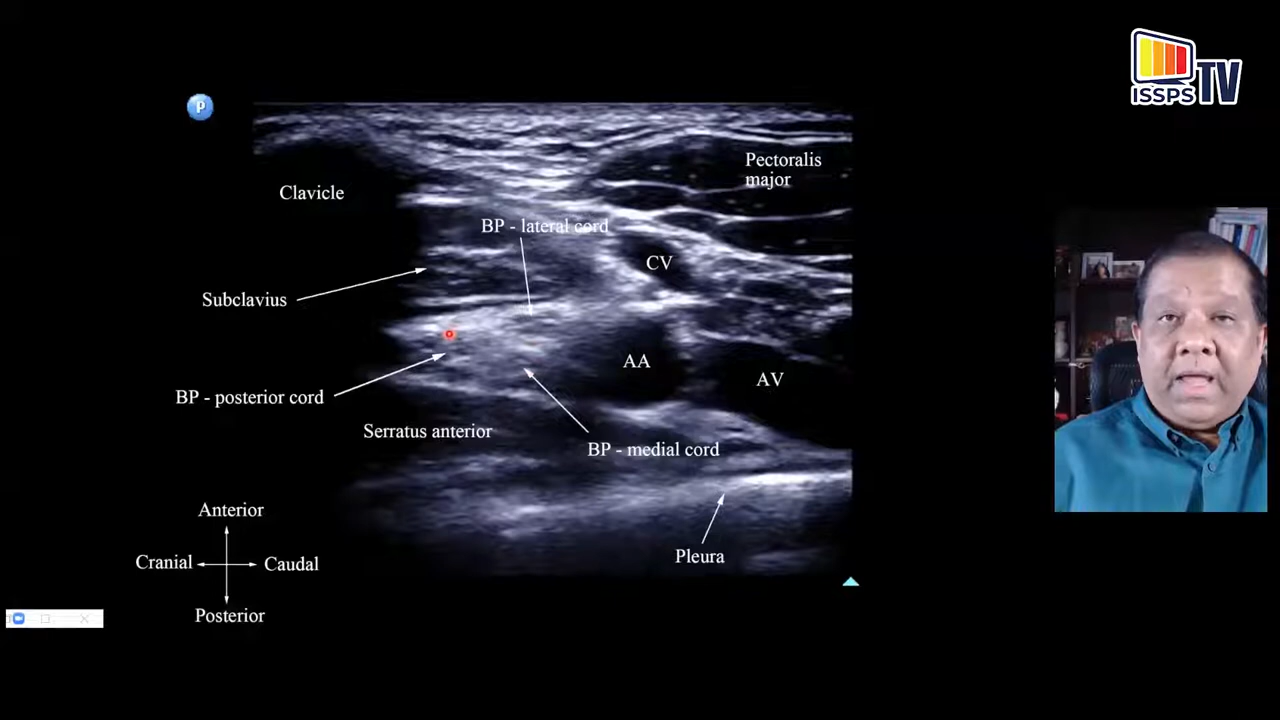 ISSPS TV
P
Pectoralis
major
Clavicle
BP - lateral cord
CV
Subclavius
AA
AV
BP - posterior cord
Serratus anterior
BP - medial cord
Anterior
Pleura
Cranial
Caudal
Posterior